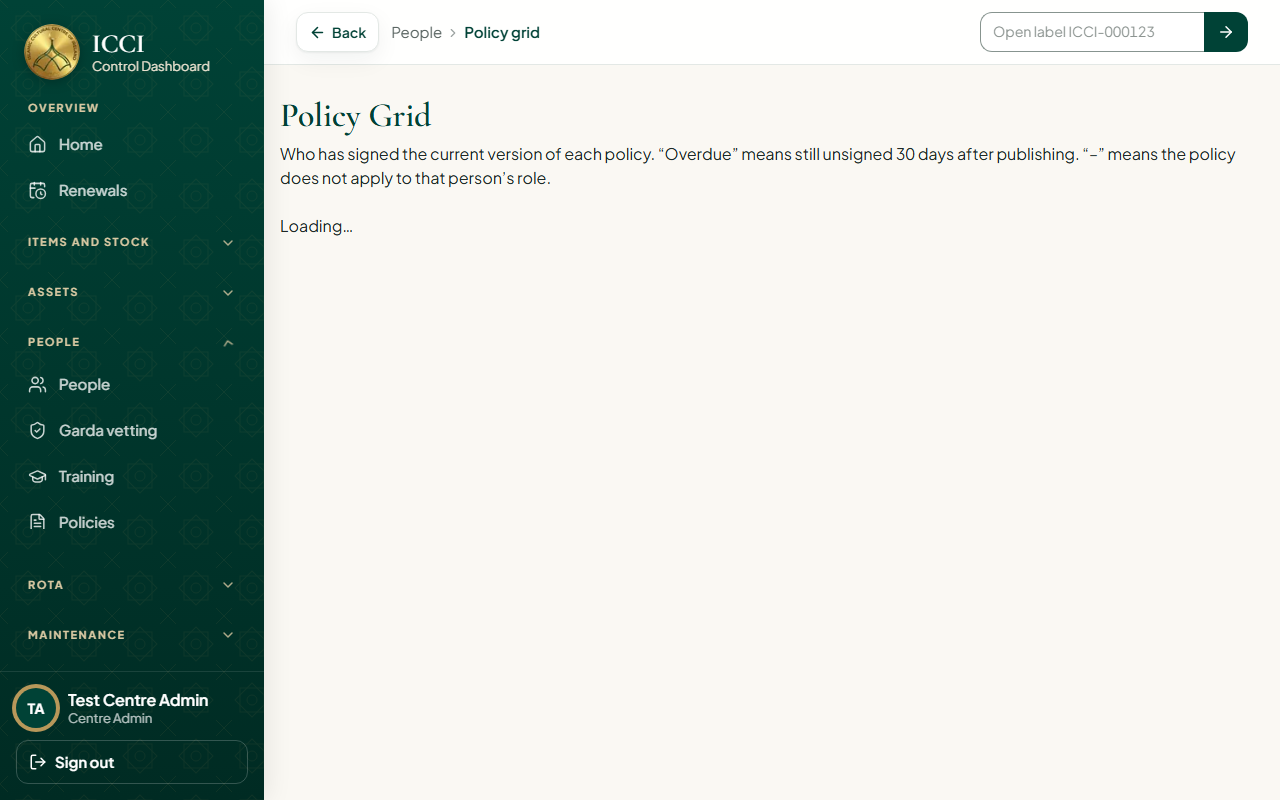 ICCI
Control Dashboard
OVERVIEW
Home
Renewals
ITEMS AND STOCK
ASSETS
PEOPLE
People
Garda vetting
Training
Policies
ROTA
MAINTENANCE
TA
Test Centre Admin
Centre Admin
Sign out
Back
People
Policy grid
Open label ICCI-000123
Policy Grid
Who has signed the current version of each policy. “Overdue” means still unsigned 30 days after publishing. “–” means the policy
does not apply to that person’s role.
Loading…